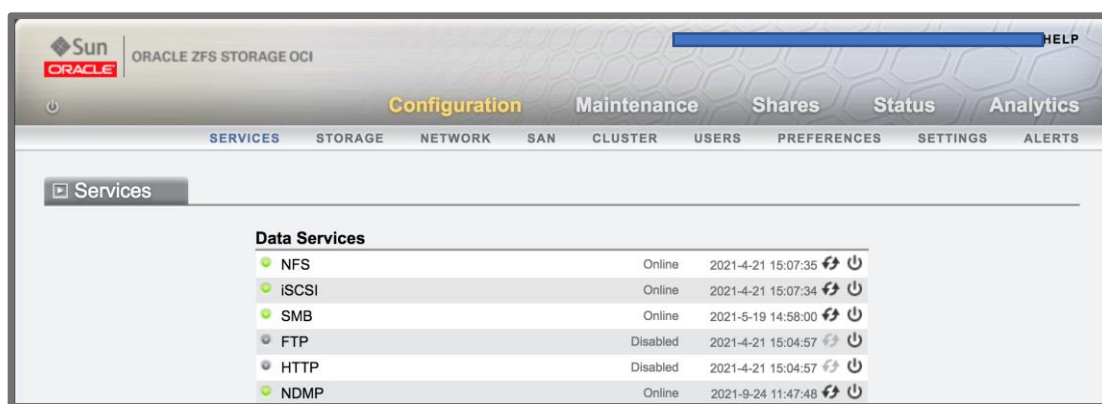 Sun
ORACLE
ORACLE ZFS STORAGE OCI
HELP
Configuration Maintenance Shares Status Analytics
SERVICES STORAGE NETWORK SAN CLUSTER USERS PREFERENCES SETTINGS ALERTS
Services
Data Services
NFS Online 2021-4-21 15:07:35
iSCSI Online 2021-4-21 15:07:34
SMB Online 2021-5-19 14:58:00
FTP Disabled 2021-4-21 15:04:57
HTTP Disabled 2021-4-21 15:04:57
NDMP Online 2021-9-24 11:47:48